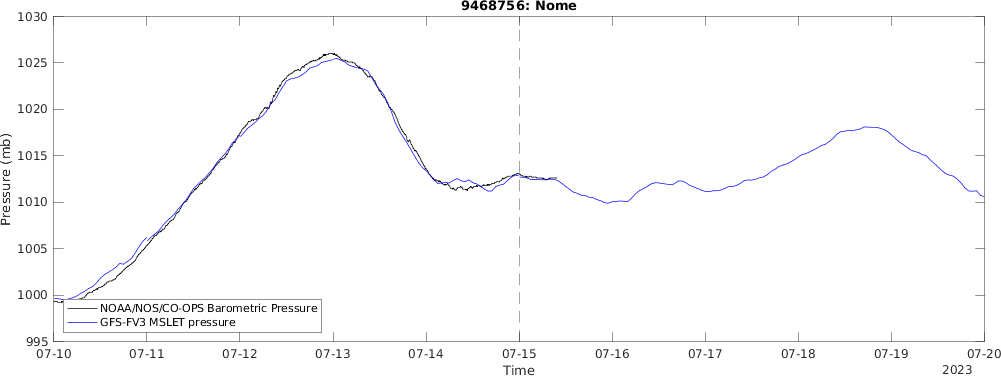 9468756: Nome
1030
1025
1020
1015
1010
1005
1000
995
Pressure (mb)
NOAA/NOS/CO-OPS Barometric Pressure
GFS-FV3 MSLET pressure
07-10 07-11 07-12 07-13 07-14 07-15 07-16 07-17 07-18 07-19 07-20
Time
2023